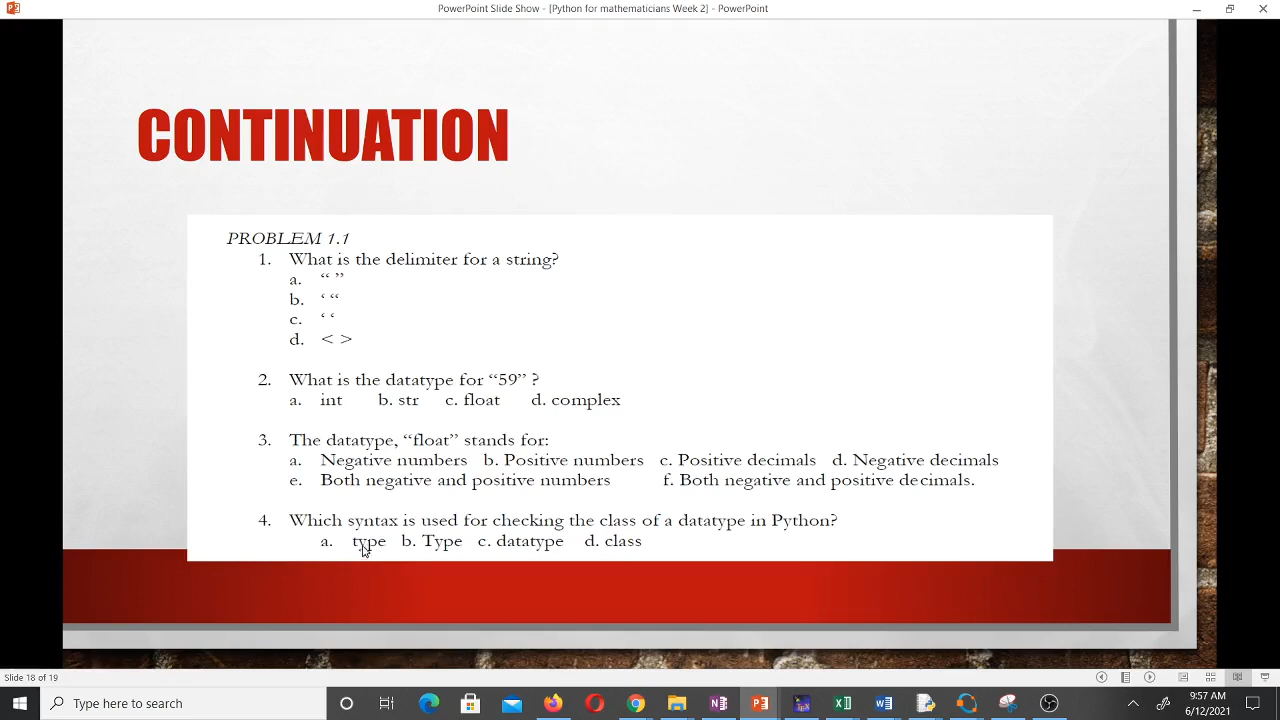 PowerPoint Slide Show - [Python for mathematicians Week 2] - PowerPoint
CONTINUATION
PROBLEM 1.1
1. What is the delimiter for a string?
a. “ ”
b. ‘ “
c. ‘ ‘
d. < >
2. What is the datatype for “59” ?
a. int b. str c. float d. complex
3. The datatype, “float” stands for:
a. Negative numbers b. Positive numbers c. Positive decimals d. Negative decimals
e. Both negative and positive numbers f. Both negative and positive decimals.
4. Which syntax is used for checking the class of a datatype in Python?
a. type b. Type c. datatype d. class
Slide 18 of 19
Type here to search
9:57 AM
6/12/2021